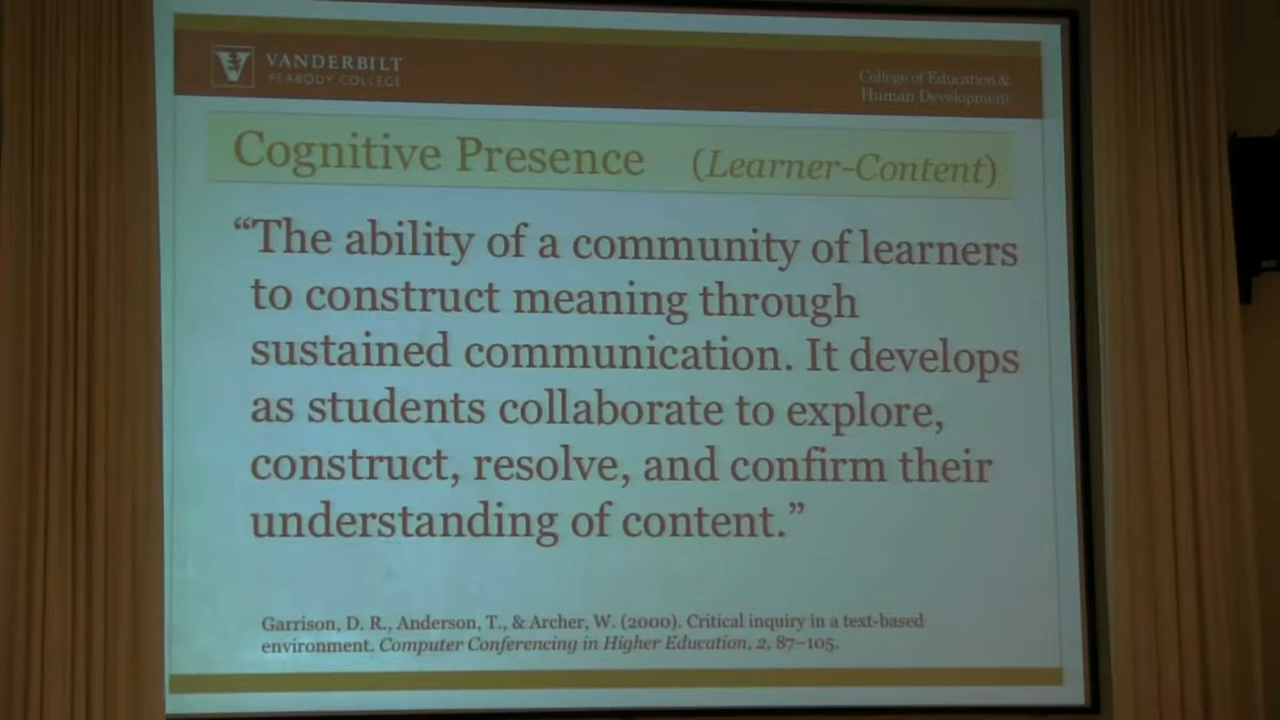 VANDERBILT
PEABODY COLLEGE
College of Education &
Human Development
Cognitive Presence (Learner-Content)
“The ability of a community of learners
to construct meaning through
sustained communication. It develops
as students collaborate to explore,
construct, resolve, and confirm their
understanding of content.”
Garrison, D. R., Anderson, T., & Archer, W. (2000). Critical inquiry in a text-based
environment. Computer Conferencing in Higher Education, 2, 87–105.